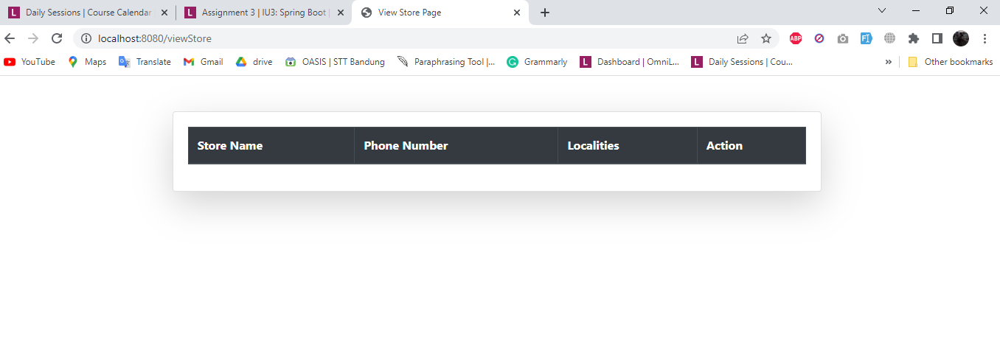 Daily Sessions | Course Calendar
Assignment 3 | IU3: Spring Boot |
View Store Page
localhost:8080/viewStore
ABP
YouTube
Maps
Translate
Gmail
drive
OASIS | STT Bandung
Paraphrasing Tool |...
Grammarly
Dashboard | OmniL...
Daily Sessions | Cou...
»
Other bookmarks
Store Name
Phone Number
Localities
Action